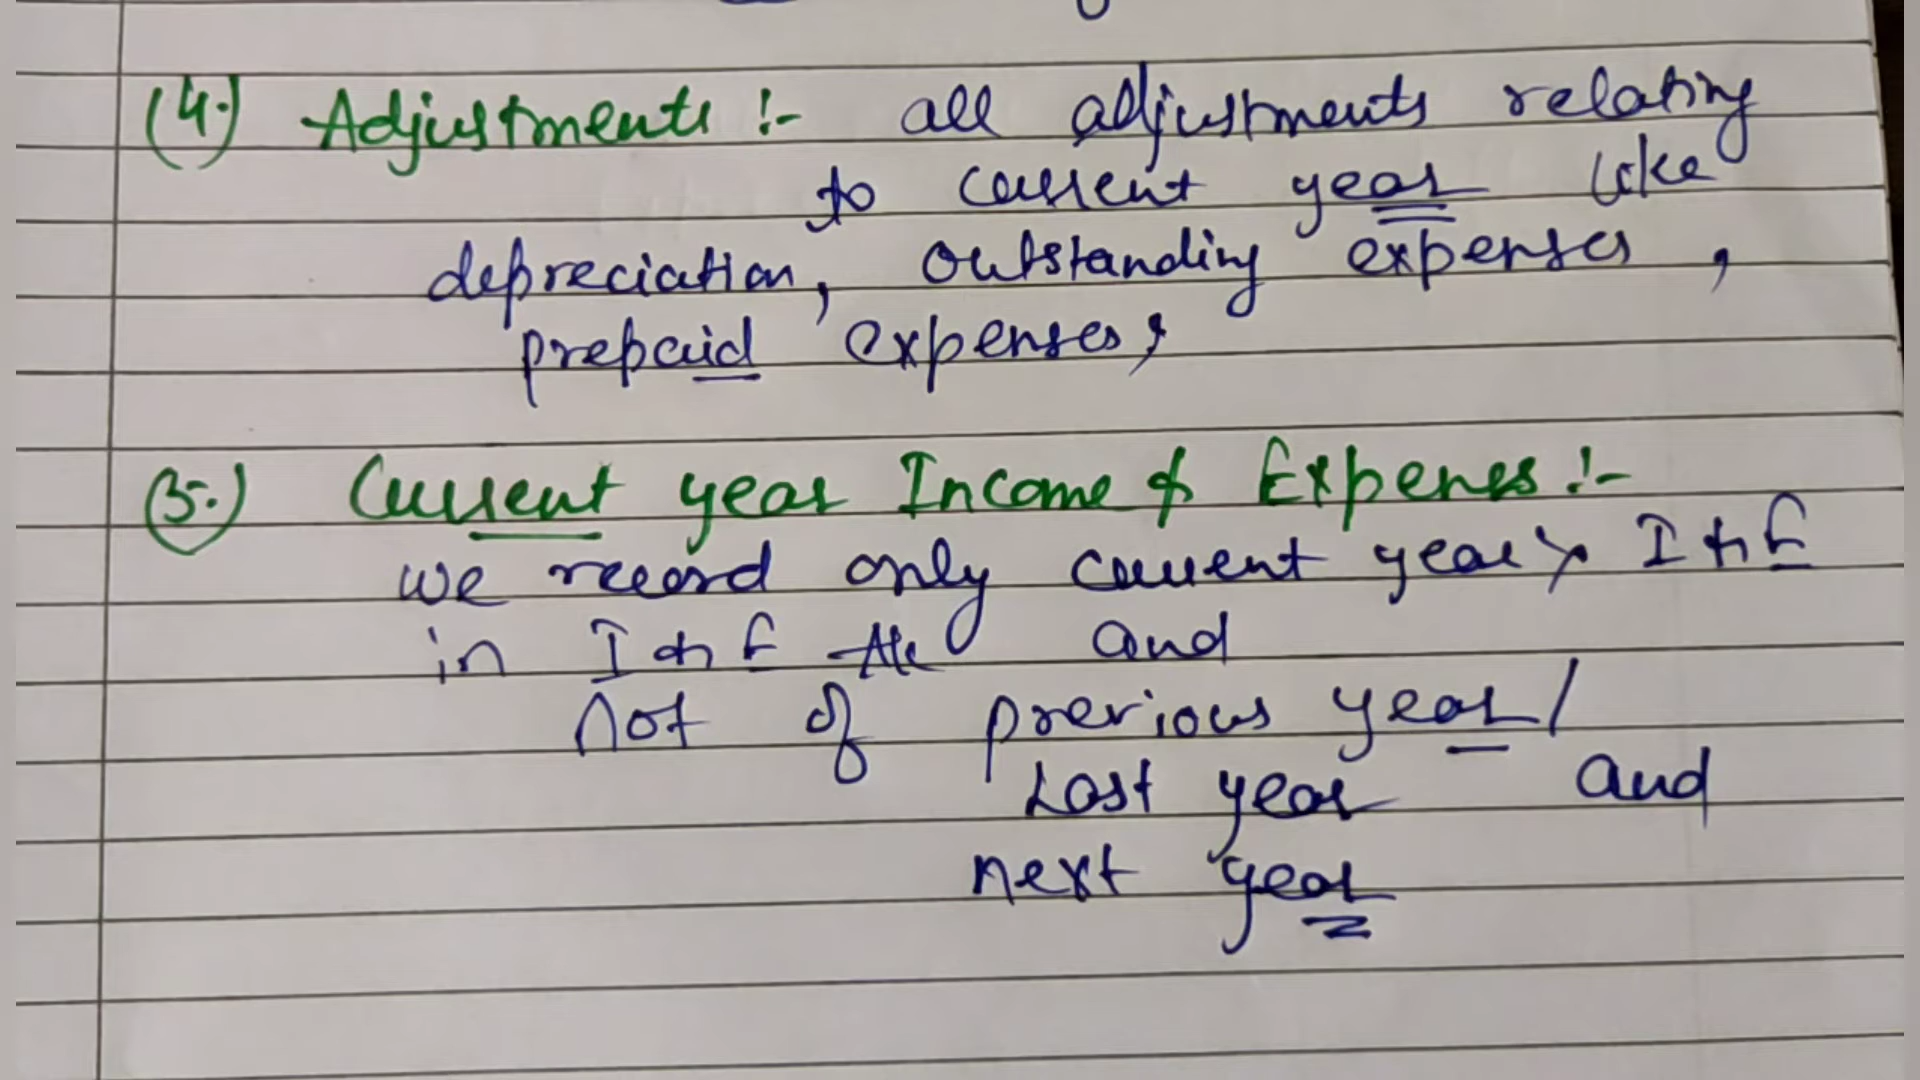 (4.) Adjustments :- all adjustments relating
to current year like
depreciation, outstanding expenses,
prepaid expenses,
(5.) Current year Income & Expenses :-
we record only current year's I & E
in I & E A/c and
not of previous year/
Last year and
next year